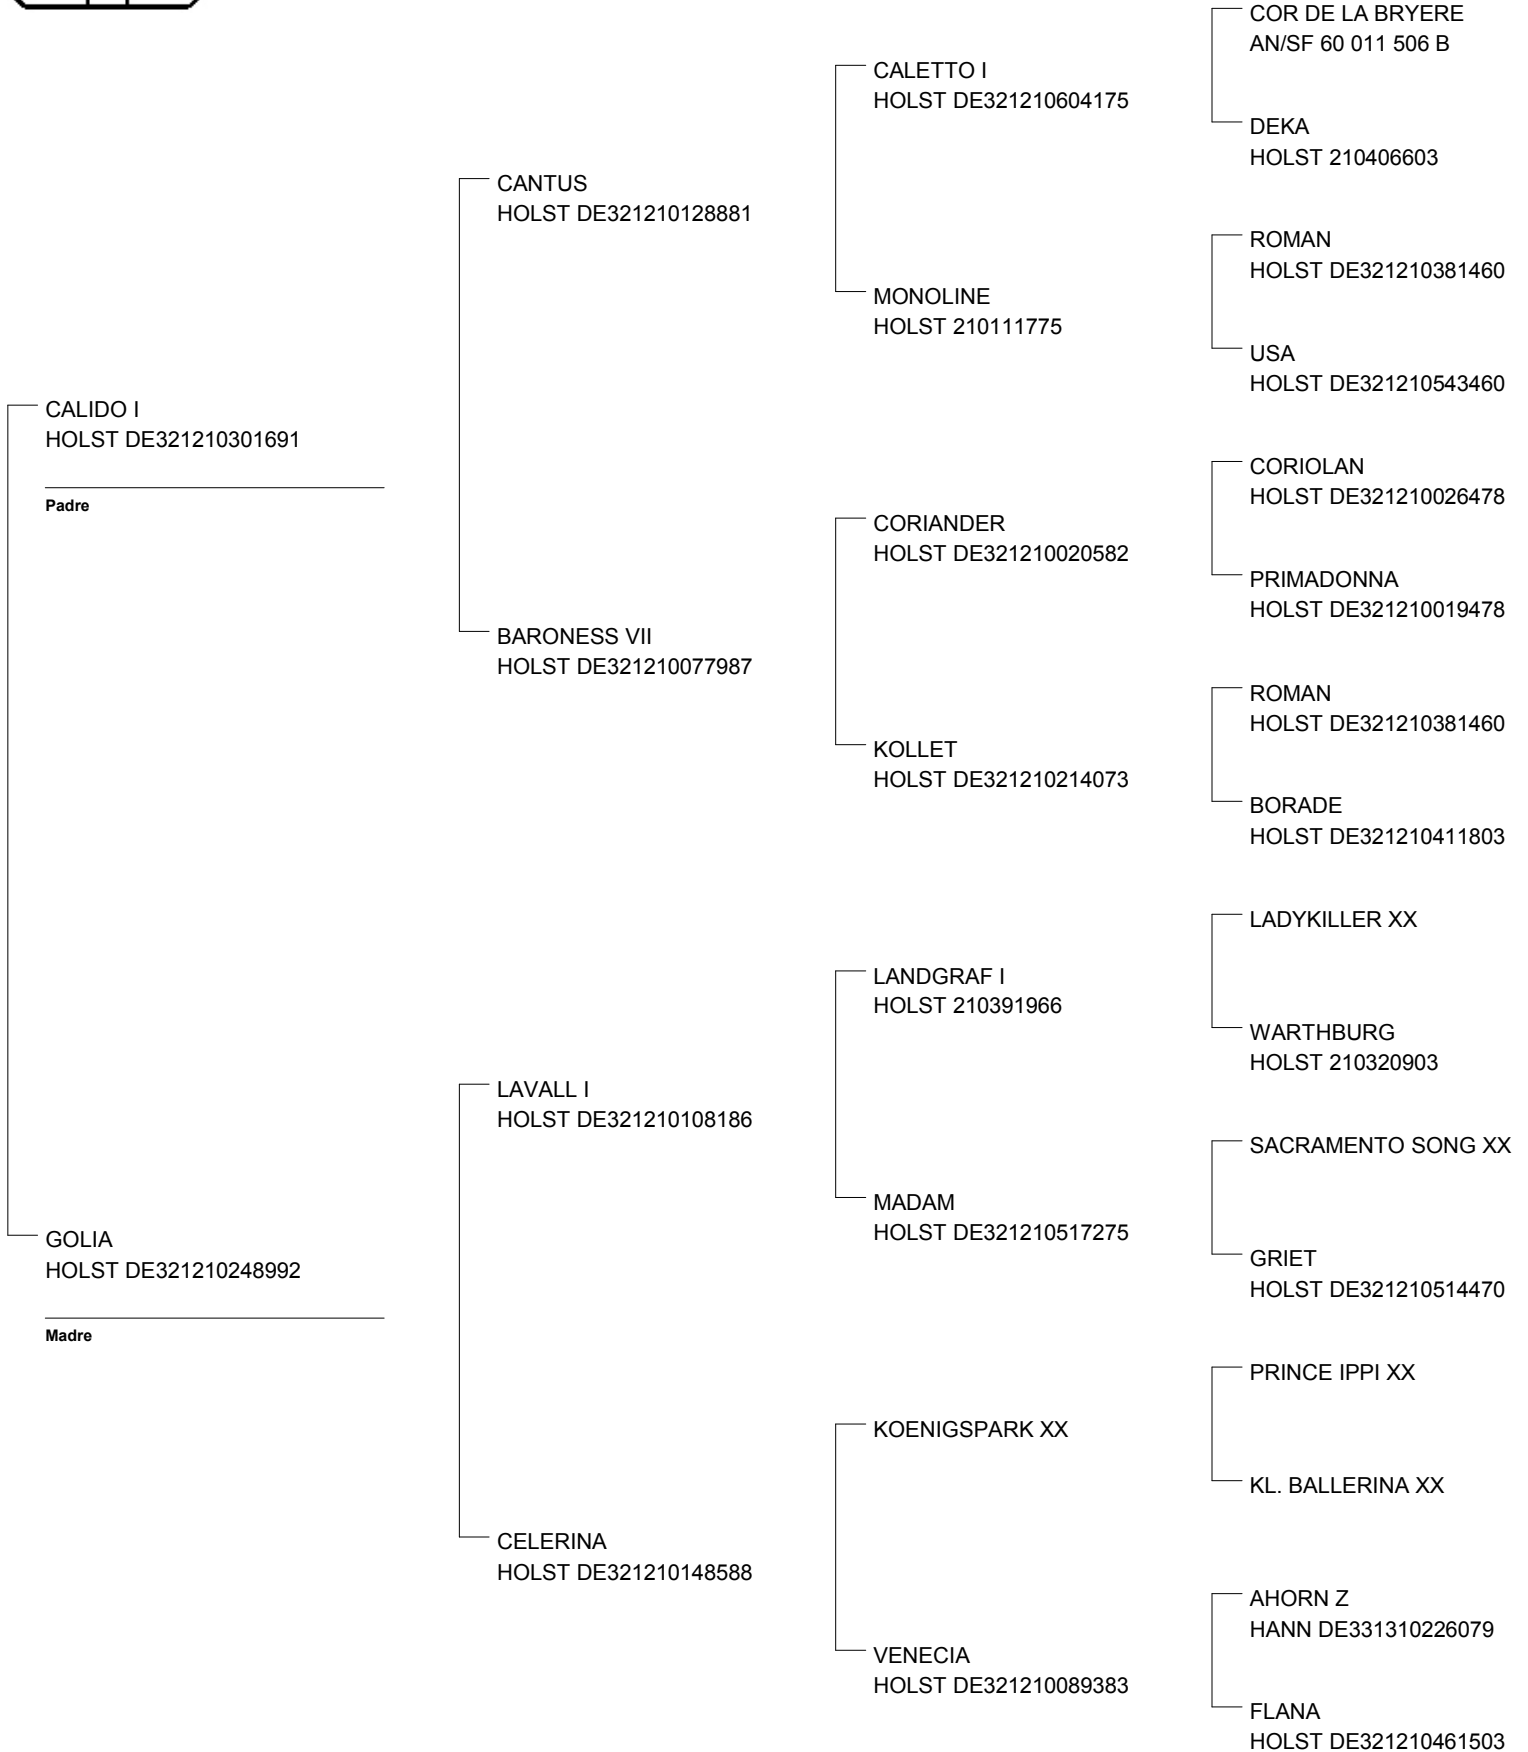 COR DE LA BRYERE
AN/SF 60 011 506 B
CALETTO I
HOLST DE321210604175
DEKA
HOLST 210406603
CANTUS
HOLST DE321210128881
ROMAN
HOLST DE321210381460
MONOLINE
HOLST 210111775
USA
HOLST DE321210543460
CALIDO I
HOLST DE321210301691
Padre
CORIOLAN
HOLST DE321210026478
CORIANDER
HOLST DE321210020582
PRIMADONNA
HOLST DE321210019478
BARONESS VII
HOLST DE321210077987
ROMAN
HOLST DE321210381460
KOLLET
HOLST DE321210214073
BORADE
HOLST DE321210411803
LADYKILLER XX
LANDGRAF I
HOLST 210391966
WARTHBURG
HOLST 210320903
LAVALL I
HOLST DE321210108186
SACRAMENTO SONG XX
MADAM
HOLST DE321210517275
GRIET
HOLST DE321210514470
GOLIA
HOLST DE321210248992
Madre
PRINCE IPPI XX
KOENIGSPARK XX
KL. BALLERINA XX
CELERINA
HOLST DE321210148588
AHORN Z
HANN DE331310226079
VENECIA
HOLST DE321210089383
FLANA
HOLST DE321210461503